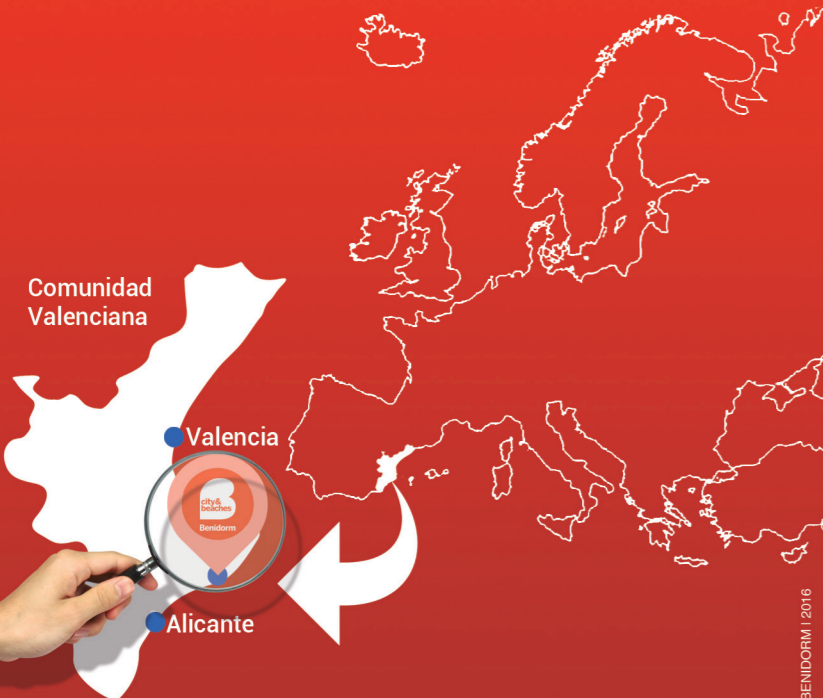 Comunidad
Valenciana
Valencia
city&
beaches
Benidorm
Alicante
BENIDORM | 2016